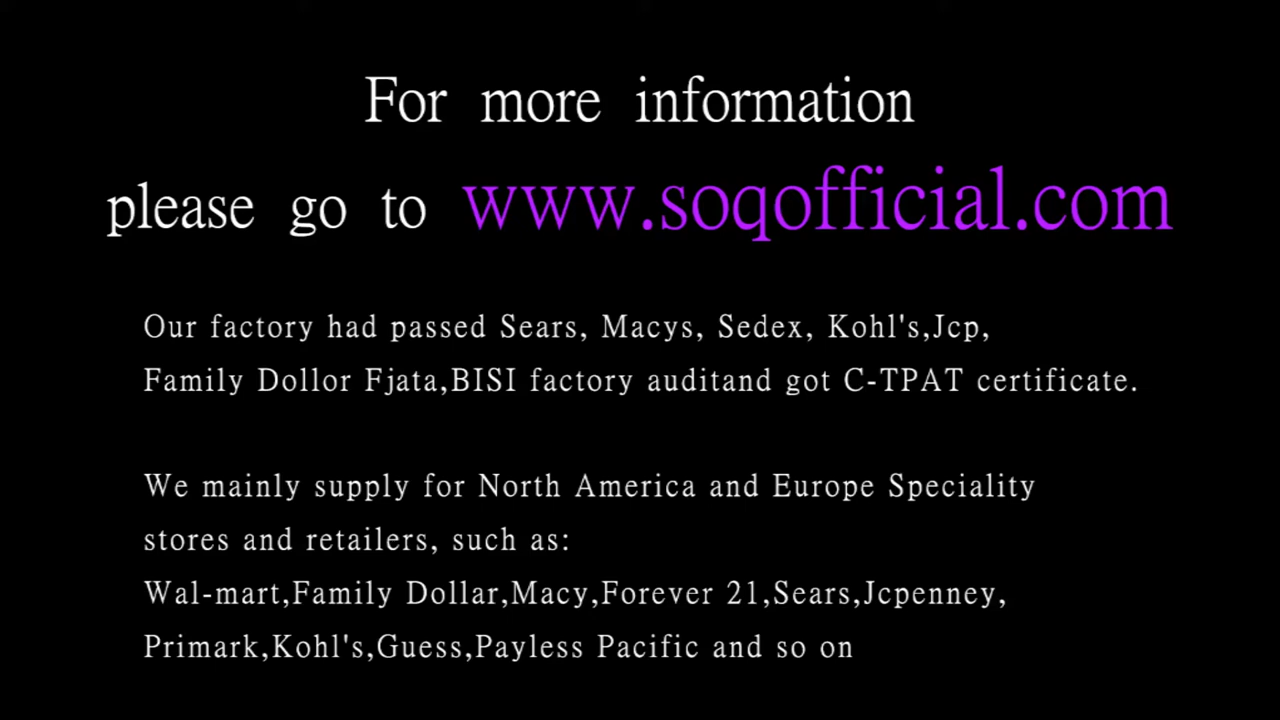 For more information
please go to www.soqofficial.com
Our factory had passed Sears, Macys, Sedex, Kohl's,Jcp,
Family Dollor Fjata,BISI factory auditand got C-TPAT certificate.
We mainly supply for North America and Europe Speciality
stores and retailers, such as:
Wal-mart,Family Dollar,Macy,Forever 21,Sears,Jcpenney,
Primark,Kohl's,Guess,Payless Pacific and so on